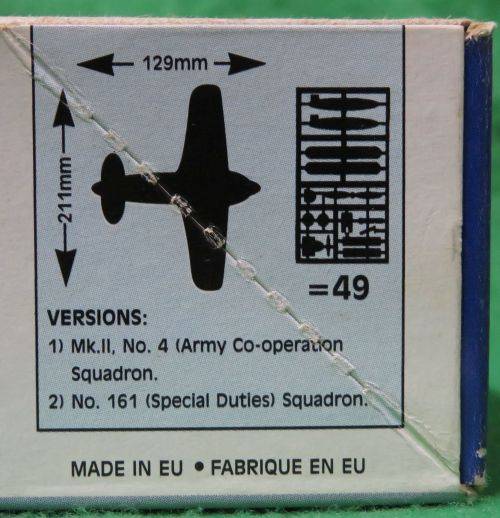 129mm
211mm
=49
VERSIONS:
1) Mk.II, No. 4 (Army Co-operation
Squadron.
2) No. 161 (Special Duties) Squadron.
MADE IN EU • FABRIQUE EN EU